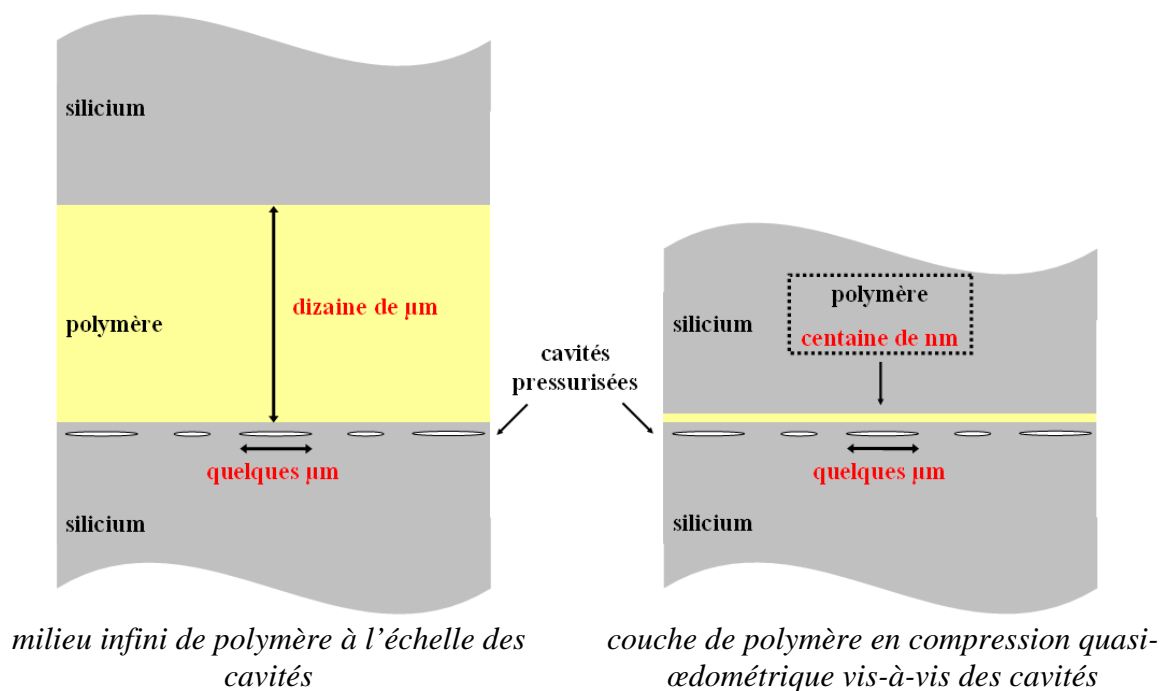 silicium
polymère
dizaine de µm
quelques µm
silicium
milieu infini de polymère à l'échelle des
cavités
cavités
pressurisées
silicium
polymère
centaine de nm
quelques µm
silicium
couche de polymère en compression quasi-
œdométrique vis-à-vis des cavités